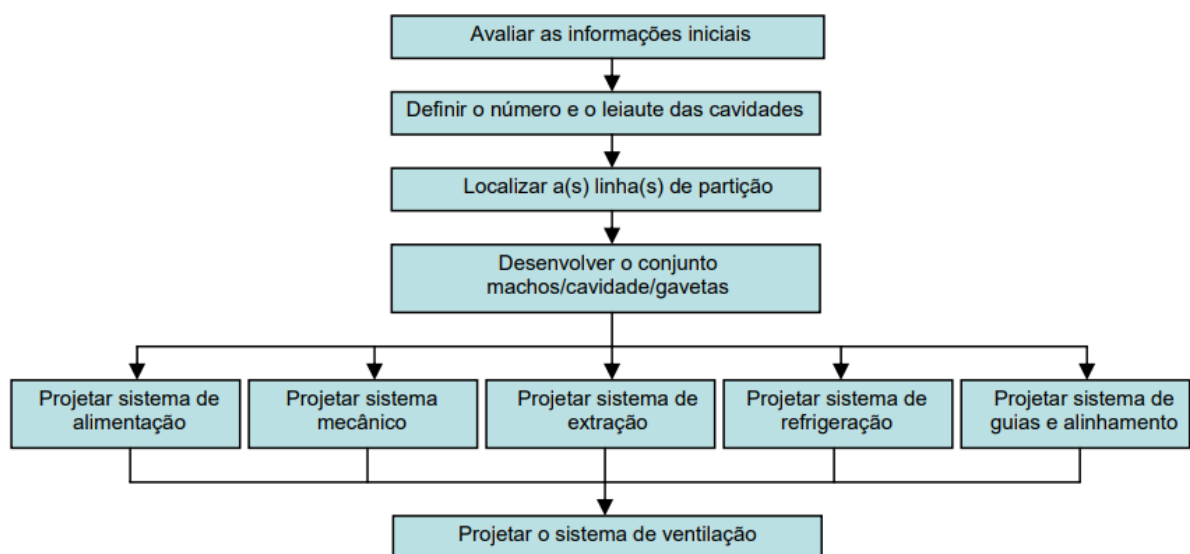 Avaliar as informações iniciais
Definir o número e o leiaute das cavidades
Localizar a(s) linha(s) de partição
Desenvolver o conjunto
machos/cavidade/gavetas
Projetar sistema de
alimentação
Projetar sistema
mecânico
Projetar sistema de
extração
Projetar sistema de
refrigeração
Projetar sistema de
guias e alinhamento
Projetar o sistema de ventilação